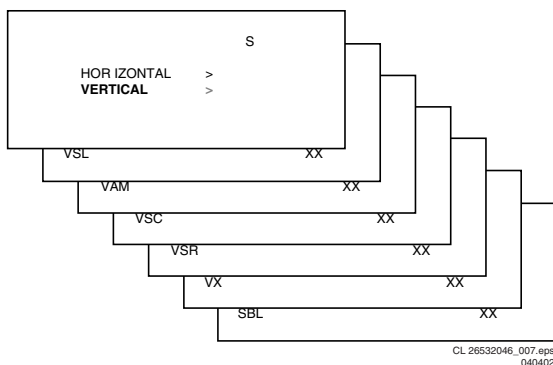 S
HOR IZONTAL >
VERTICAL >
VSL XX
VAM XX
VSC XX
VSR XX
VX XX
SBL XX
CL 26532046_007.eps
040402